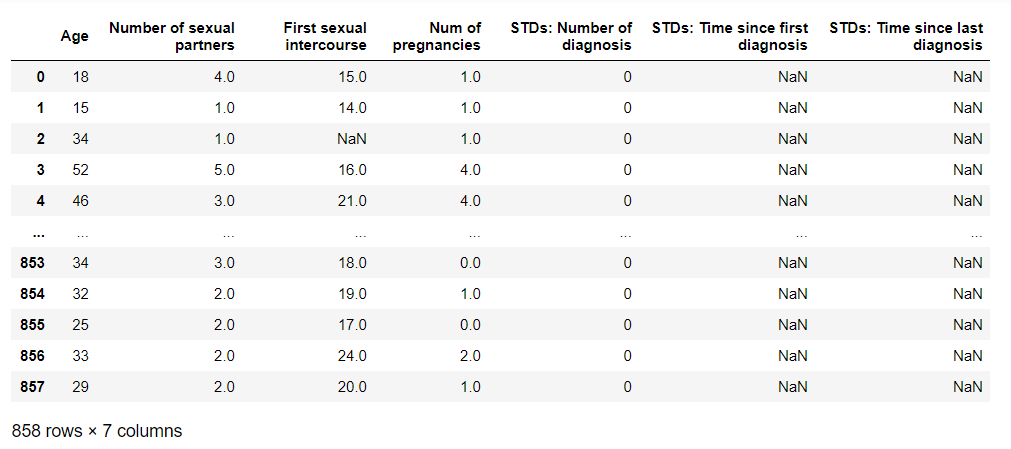 Age Number of sexual partners First sexual intercourse Num of pregnancies STDs: Number of diagnosis STDs: Time since first diagnosis STDs: Time since last diagnosis
0 18 4.0 15.0 1.0 0 NaN NaN
1 15 1.0 14.0 1.0 0 NaN NaN
2 34 1.0 NaN 1.0 0 NaN NaN
3 52 5.0 16.0 4.0 0 NaN NaN
4 46 3.0 21.0 4.0 0 NaN NaN
... ... ... ... ... ... ... ...
853 34 3.0 18.0 0.0 0 NaN NaN
854 32 2.0 19.0 1.0 0 NaN NaN
855 25 2.0 17.0 0.0 0 NaN NaN
856 33 2.0 24.0 2.0 0 NaN NaN
857 29 2.0 20.0 1.0 0 NaN NaN
858 rows × 7 columns